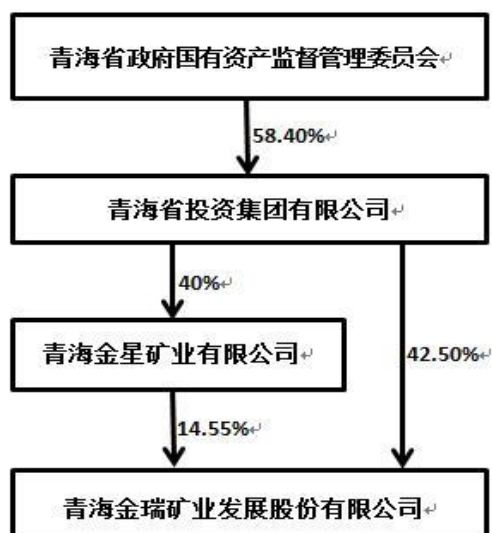 青海省政府国有资产监督管理委员会
58.40%
青海省投资集团有限公司
40%
青海金星矿业有限公司
42.50%
14.55%
青海金瑞矿业发展股份有限公司